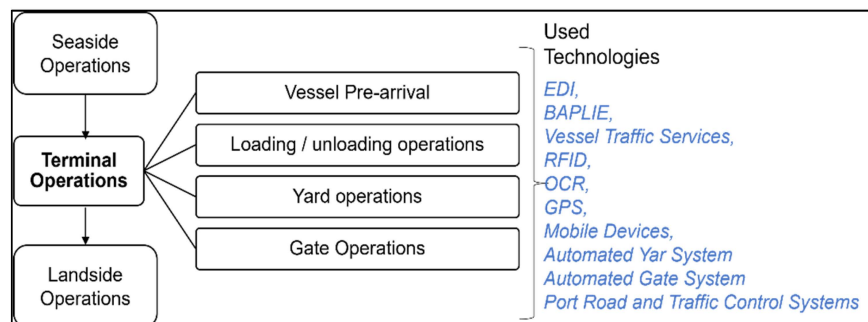 Seaside
Operations
Terminal
Operations
Landside
Operations
Vessel Pre-arrival
Loading / unloading operations
Yard operations
Gate Operations
Used
Technologies
EDI,
BAPLIE,
Vessel Traffic Services,
RFID,
OCR,
GPS,
Mobile Devices,
Automated Yar System
Automated Gate System
Port Road and Traffic Control Systems